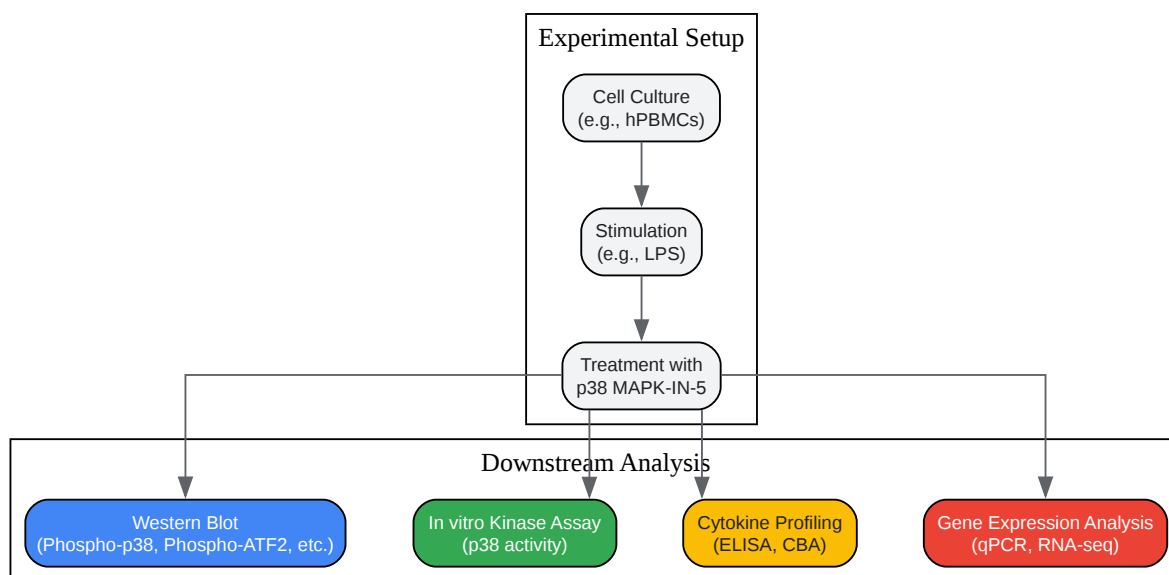 Experimental Setup
Cell Culture
(e.g., hPBMCs)
Stimulation
(e.g., LPS)
Treatment with
p38 MAPK-IN-5
Downstream Analysis
Western Blot
(Phospho-p38, Phospho-ATF2, etc.)
In vitro Kinase Assay
(p38 activity)
Cytokine Profiling
(ELISA, CBA)
Gene Expression Analysis
(qPCR, RNA-seq)